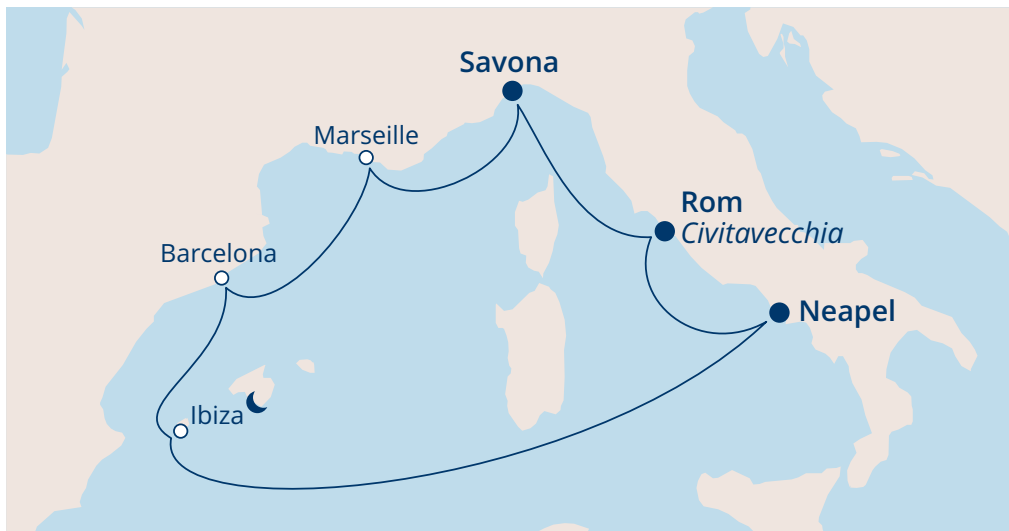 Savona
Marseille
Rom
Civitavecchia
Barcelona
Neapel
Ibiza